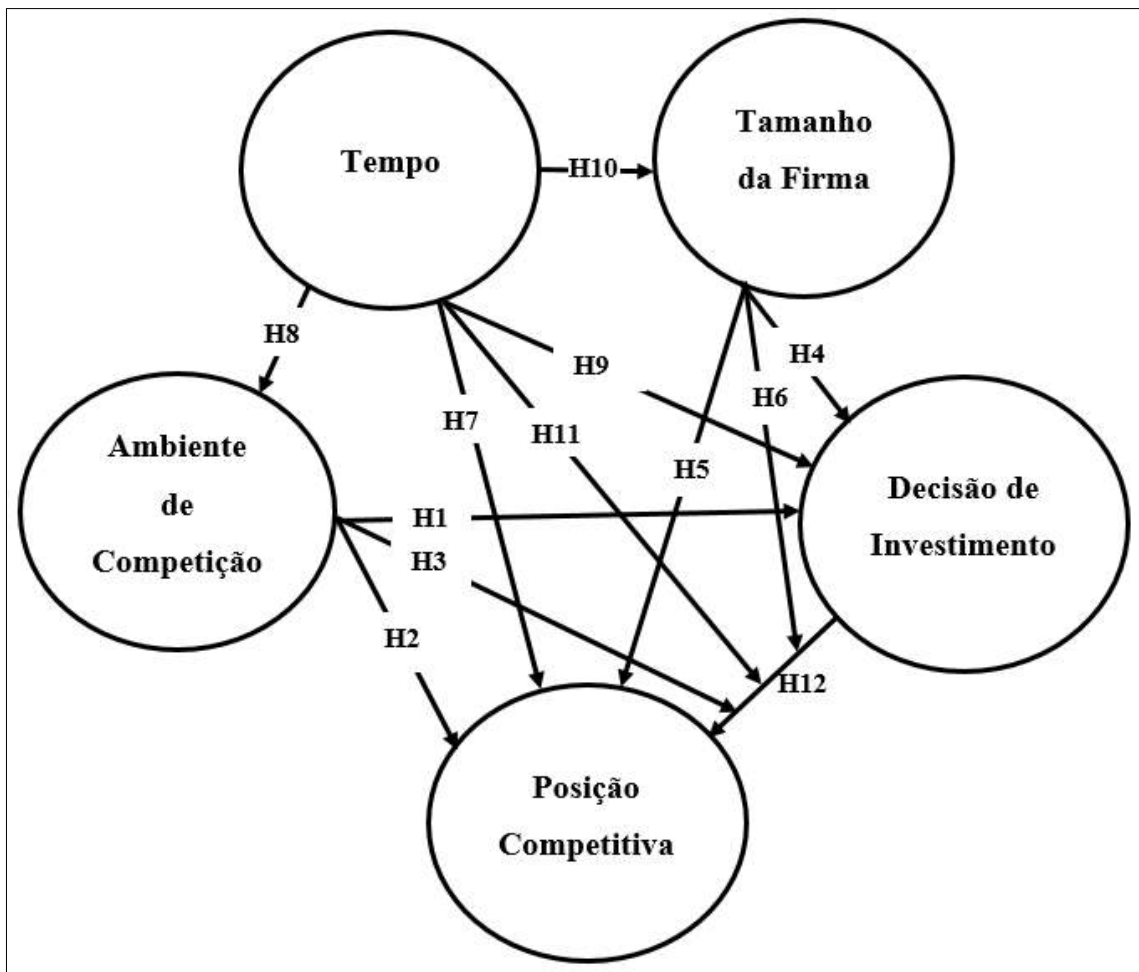 Tempo
Tamanho
da Firma
H10
H8
H9
H4
H6
H7
H11
H5
Ambiente
de
Competição
H1
H3
H2
Decisão de
Investimento
H12
Posição
Competitiva